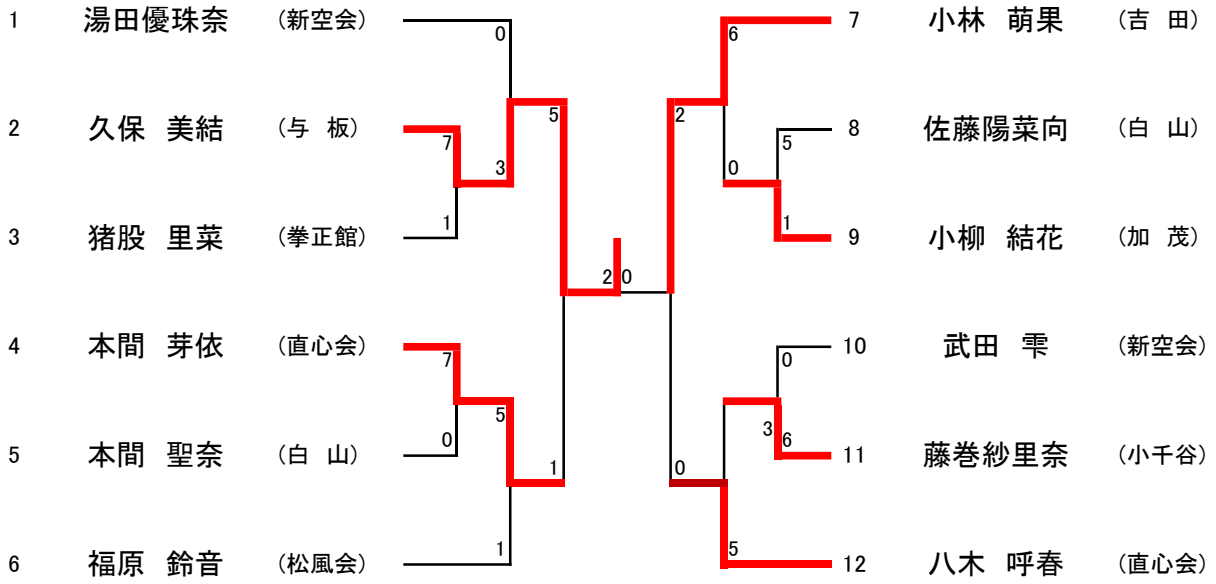 1 湯田優珠奈 (新空会) 0 6 7 小林 萌果 (吉 田)
5 2
2 久保 美結 (与 板) 7 3 0 5 8 佐藤陽菜向 (白 山)
3 猪股 里菜 (拳正館) 1 1 9 小柳 結花 (加 茂)
2 0
4 本間 芽依 (直心会) 7 0 10 武田 雫 (新空会)
5
5 本間 聖奈 (白 山) 0 1 0 3 6 11 藤巻紗里奈 (小千谷)
6 福原 鈴音 (松風会) 1 5 12 八木 呼春 (直心会)